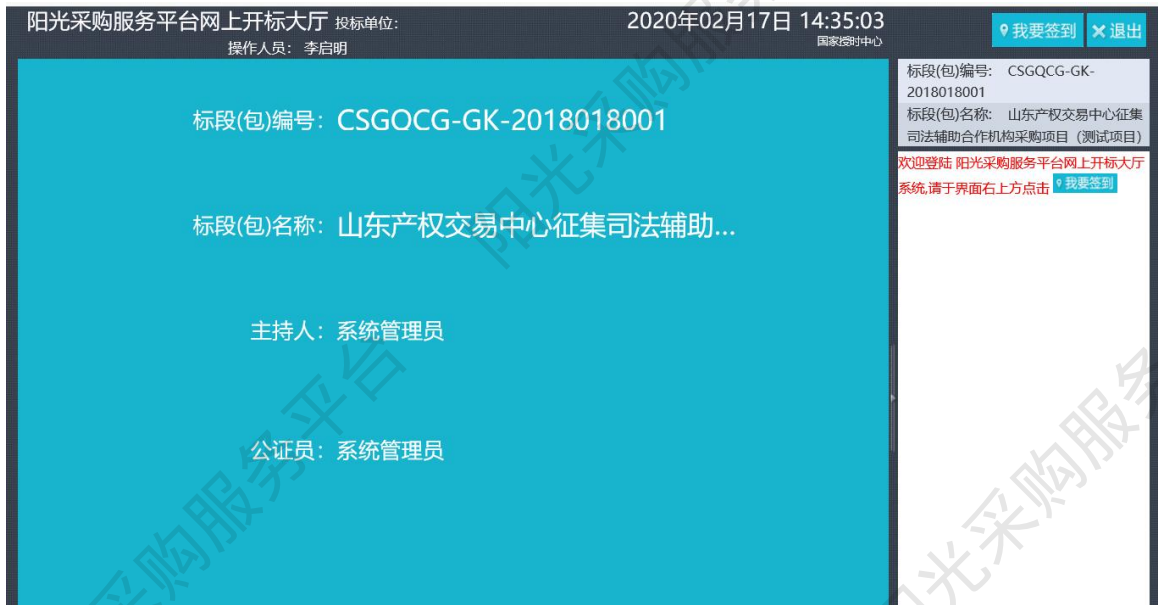 阳光采购服务平台网上开标大厅 投标单位:
操作人员: 李启明
2020年02月17日 14:35:03
国家授时中心
我要签到
退出
标段(包)编号: CSGQCG-GK-2018018001
标段(包)名称: 山东产权交易中心征集司法辅助...
主持人: 系统管理员
公证员: 系统管理员
标段(包)编号: CSGQCG-GK-
2018018001
标段(包)名称: 山东产权交易中心征集
司法辅助合作机构采购项目 (测试项目)
欢迎登陆 阳光采购服务平台网上开标大厅
系统,请于界面右上方点击 我要签到
阳光采购服务平台
阳光采购服务平台